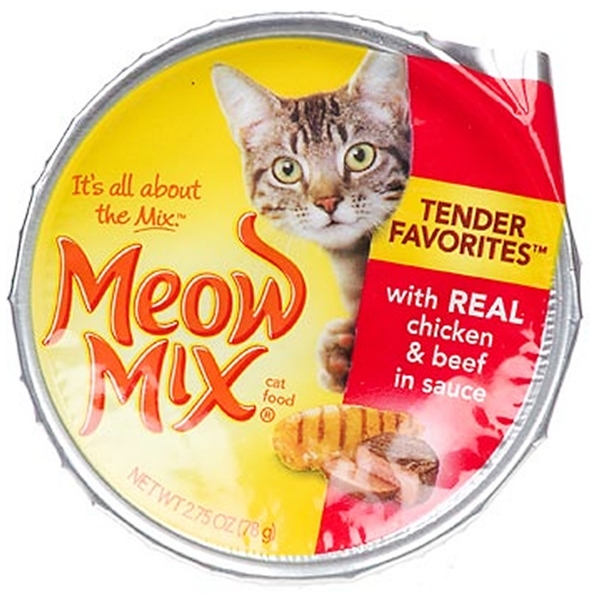 It's all about
the Mix.™
Meow
Mix
cat
food
®
TENDER
FAVORITES™
with REAL
chicken
& beef
in sauce
NET WT 2.75 OZ (78 g)